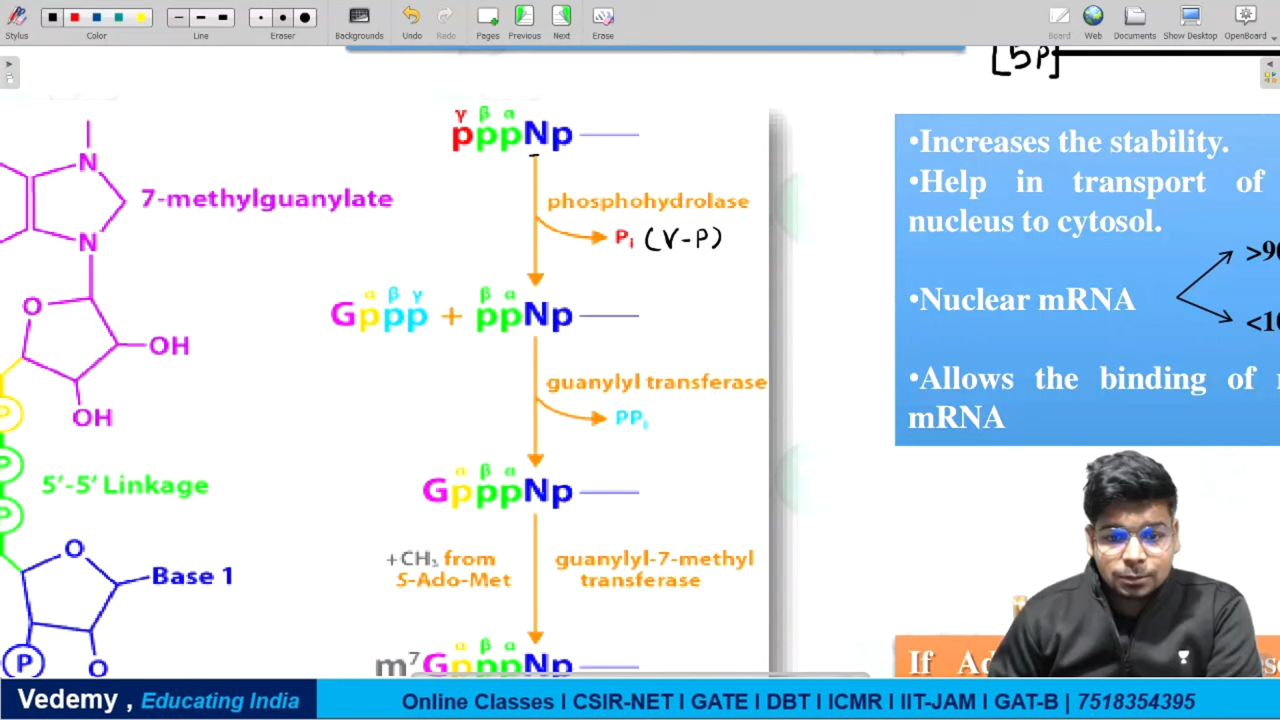 Stylus
Color
Line
Eraser
Backgrounds
Undo
Redo
Pages
Previous
Next
Erase
Board
Web
Documents
Show Desktop
OpenBoard
[5P]
γ β α
pppNp
N
7-methylguanylate
N
O
OH
OH
P
P
P
5'-5' Linkage
O
Base 1
P
O
phosphohydrolase
Pi (γ-P)
α β γ β α
Gppp + ppNp
guanylyl transferase
PPi
α β α
GpppNp
+CH3 from
S-Ado-Met
guanylyl-7-methyl
transferase
α β α
m7GpppNp
•Increases the stability.
•Help in transport of
nucleus to cytosol.
•Nuclear mRNA
•Allows the binding of
mRNA
If
Vedemy , Educating India
Online Classes I CSIR-NET I GATE I DBT I ICMR I IIT-JAM I GAT-B | 7518354395